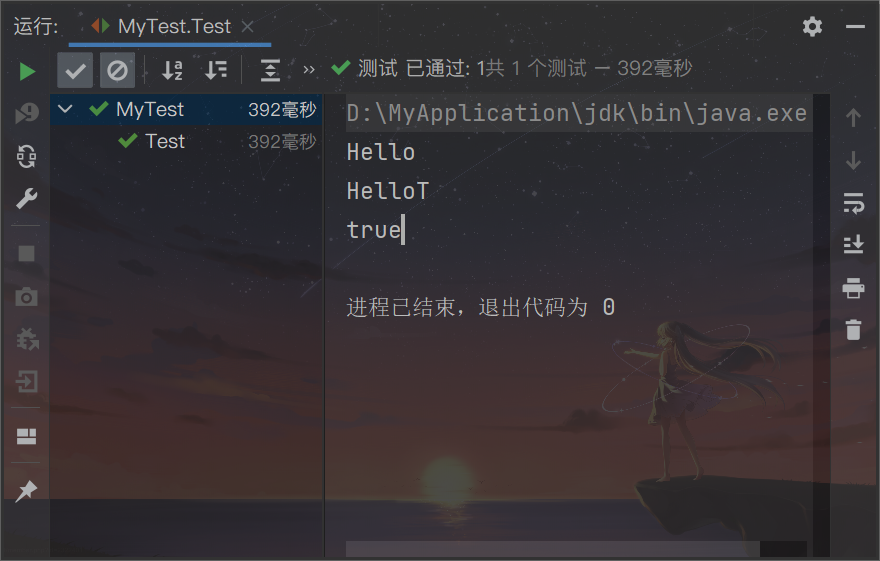 运行: MyTest.Test
测试 已通过: 1共 1 个测试 – 392毫秒
MyTest 392毫秒
Test 392毫秒
D:\MyApplication\jdk\bin\java.exe
Hello
HelloT
true
进程已结束，退出代码为 0